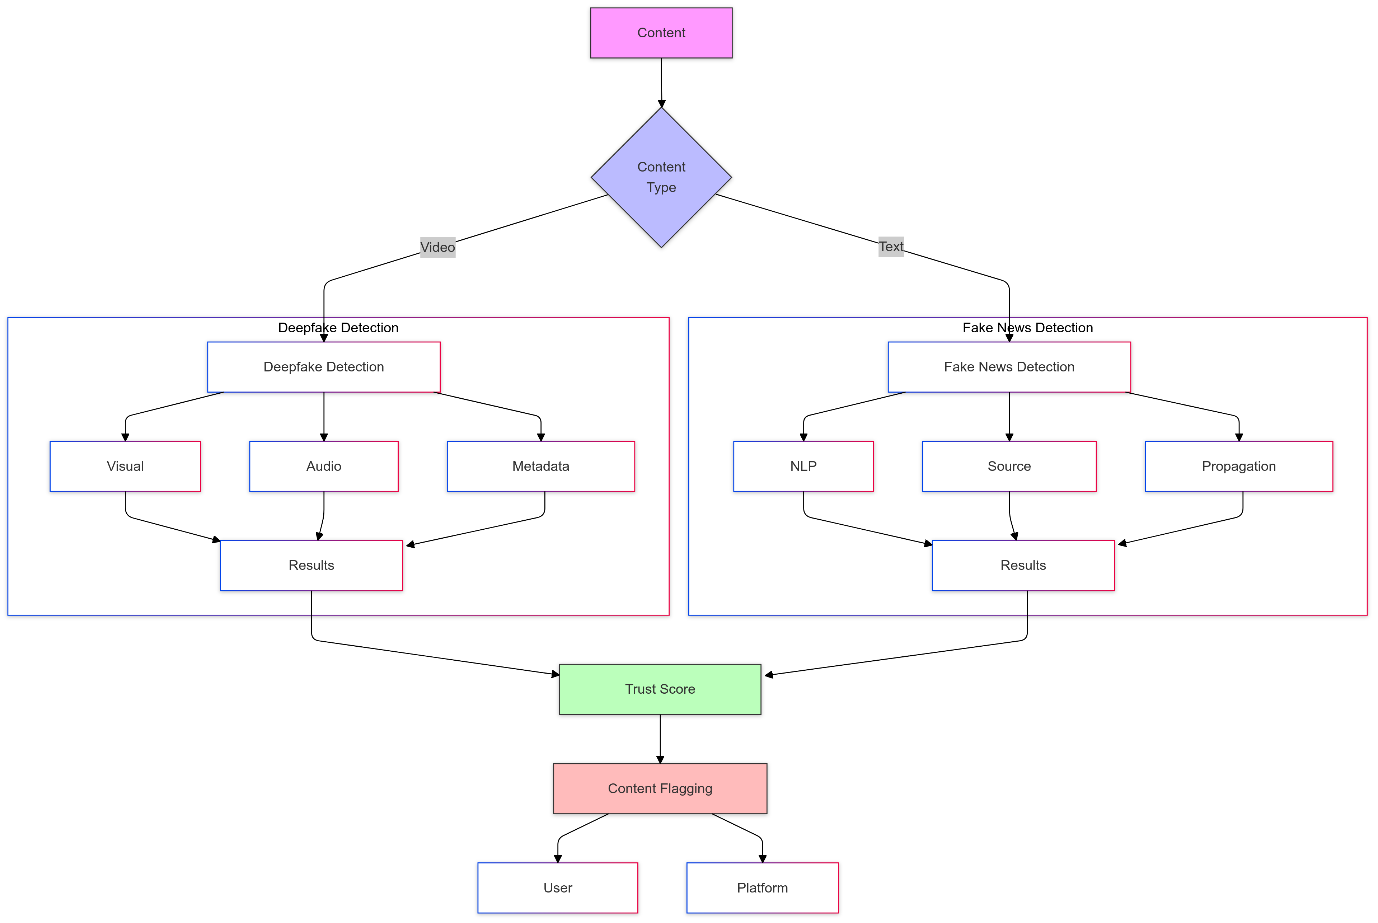 Content
Content
Type
Video
Text
Deepfake Detection
Fake News Detection
Deepfake Detection
Fake News Detection
Visual
Audio
Metadata
NLP
Source
Propagation
Results
Results
Trust Score
Content Flagging
User
Platform